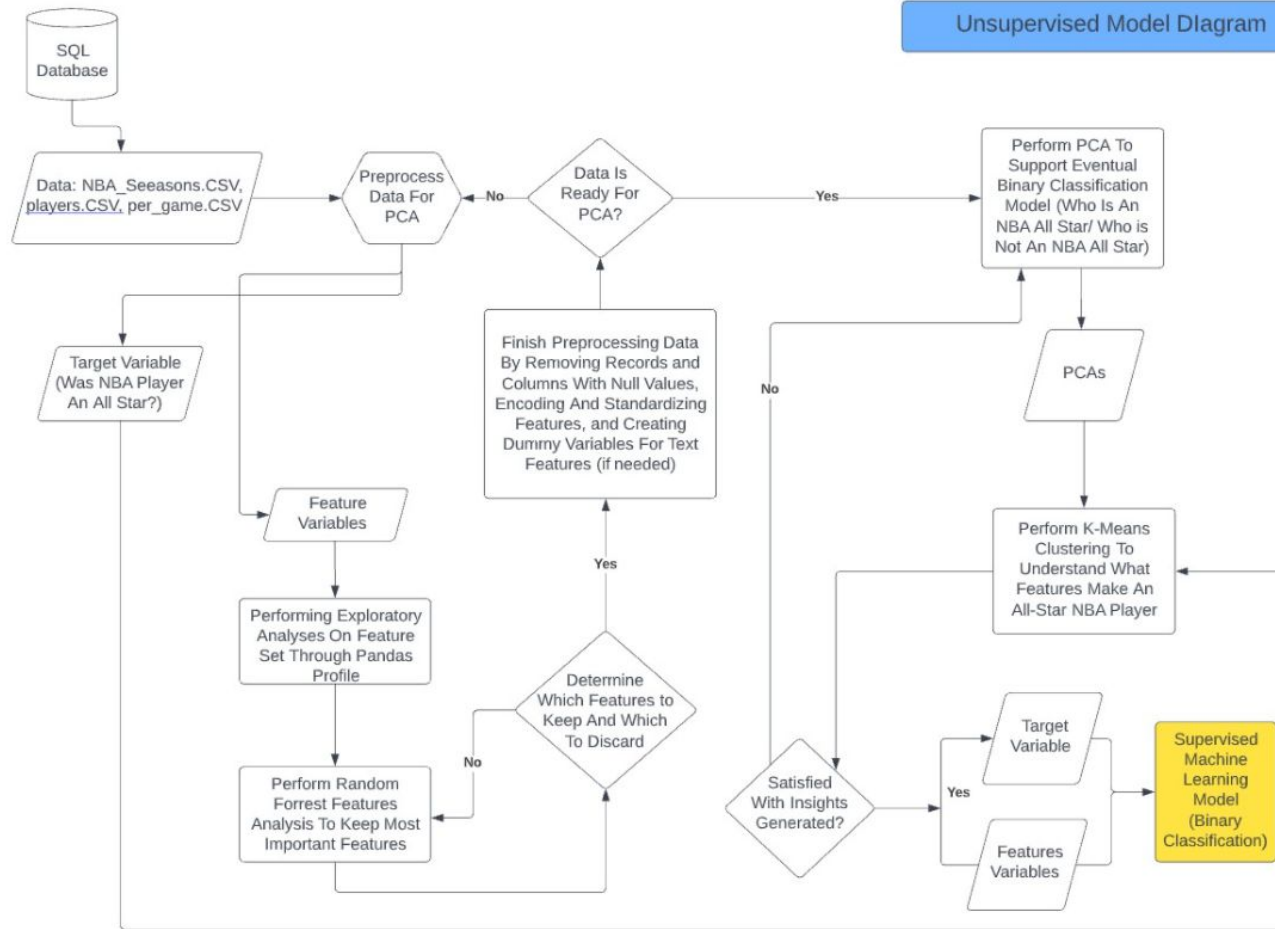 Unsupervised Model DIagram
SQL
Database
Data: NBA_Seeasons.CSV,
players.CSV, per_game.CSV
Preprocess
Data For
PCA
No
Data Is
Ready For
PCA?
Yes
Perform PCA To
Support Eventual
Binary Classification
Model (Who Is An
NBA All Star/ Who is
Not An NBA All Star)
Target Variable
(Was NBA Player
An All Star?)
Finish Preprocessing Data
By Removing Records and
Columns With Null Values,
Encoding And Standardizing
Features, and Creating
Dummy Variables For Text
Features (if needed)
No
PCAs
Feature
Variables
Yes
Perform K-Means
Clustering To
Understand What
Features Make An
All-Star NBA Player
Performing Exploratory
Analyses On Feature
Set Through Pandas
Profile
Determine
Which Features to
Keep And Which
To Discard
No
Perform Random
Forrest Features
Analysis To Keep Most
Important Features
Satisfied
With Insights
Generated?
Yes
Target
Variable
Features
Variables
Supervised
Machine
Learning
Model
(Binary
Classification)